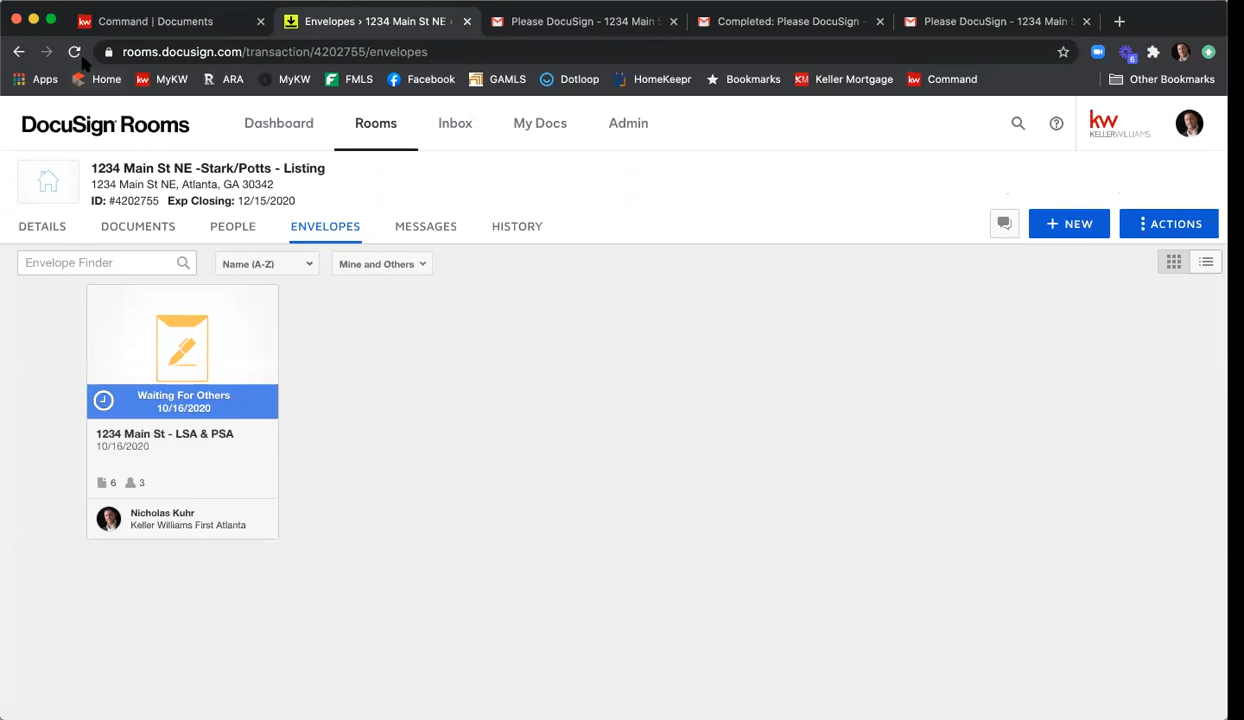 Command | Documents
Envelopes › 1234 Main St NE ›
Please DocuSign - 1234 Main S
Completed: Please DocuSign -
Please DocuSign - 1234 Main S
rooms.docusign.com/transaction/4202755/envelopes
6
Apps
Home
kw MyKW
R ARA
MyKW
FMLS
Facebook
GAMLS
Dotloop
HomeKeepr
Bookmarks
KM Keller Mortgage
kw Command
Other Bookmarks
DocuSign Rooms
Dashboard
Rooms
Inbox
My Docs
Admin
kw
KELLERWILLIAMS
1234 Main St NE -Stark/Potts - Listing
1234 Main St NE, Atlanta, GA 30342
ID: #4202755 Exp Closing: 12/15/2020
DETAILS
DOCUMENTS
PEOPLE
ENVELOPES
MESSAGES
HISTORY
+ NEW
ACTIONS
Envelope Finder
Name (A-Z)
Mine and Others
Waiting For Others
10/16/2020
1234 Main St - LSA & PSA
10/16/2020
6 3
Nicholas Kuhr
Keller Williams First Atlanta